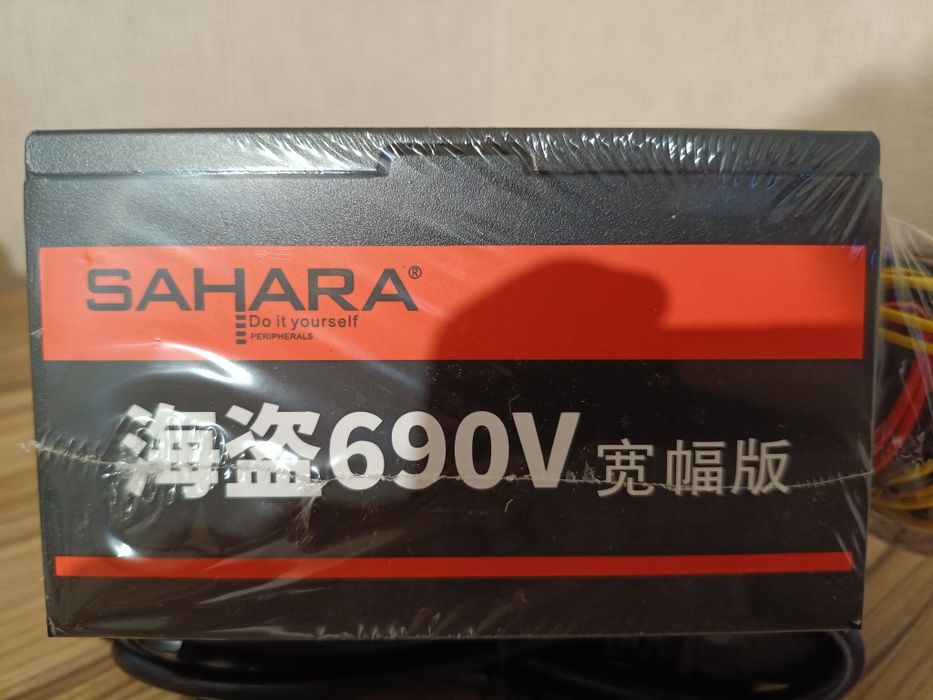 SAHARA®
Do it yourself
PERIPHERALS
海盗690V 宽幅版